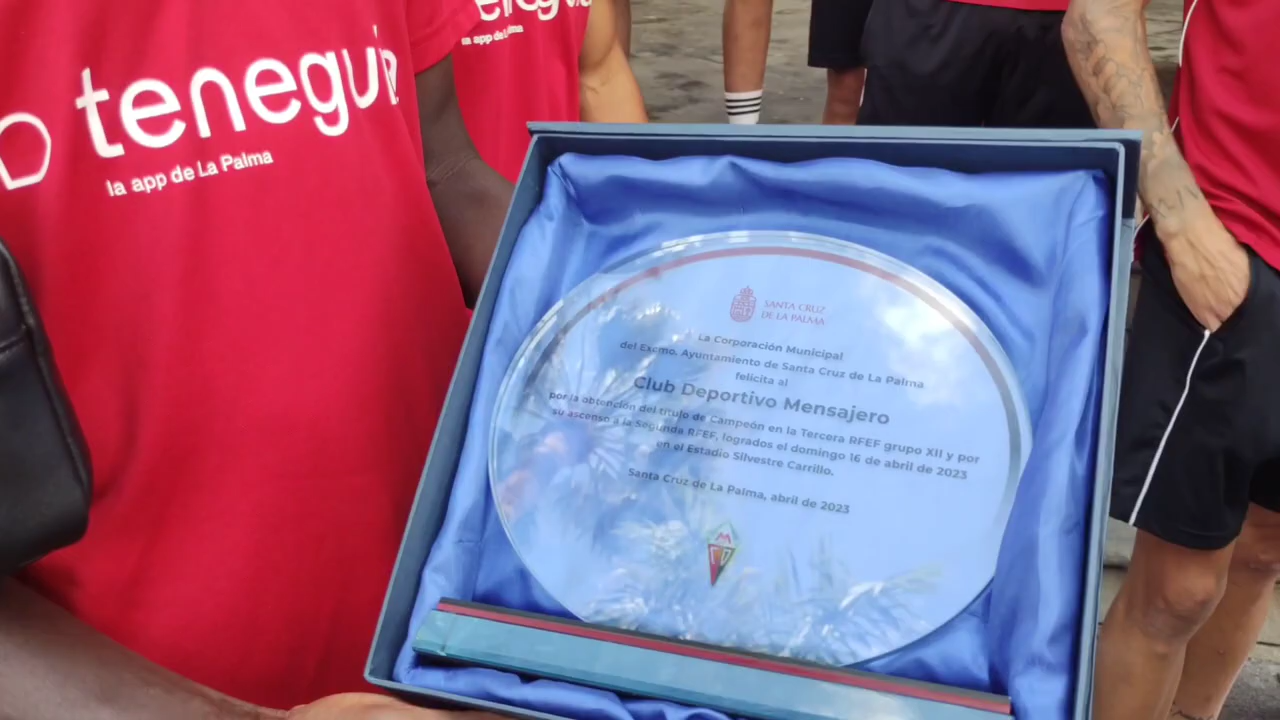 teneguía
la app de La Palma
la app de La Palma
SANTA CRUZ
DE LA PALMA
La Corporación Municipal
del Excmo. Ayuntamiento de Santa Cruz de La Palma
felicita al
Club Deportivo Mensajero
por la obtención del título de Campeón en la Tercera RFEF grupo XII y por
su ascenso a la Segunda RFEF, logrados el domingo 16 de abril de 2023
en el Estadio Silvestre Carrillo.
Santa Cruz de La Palma, abril de 2023